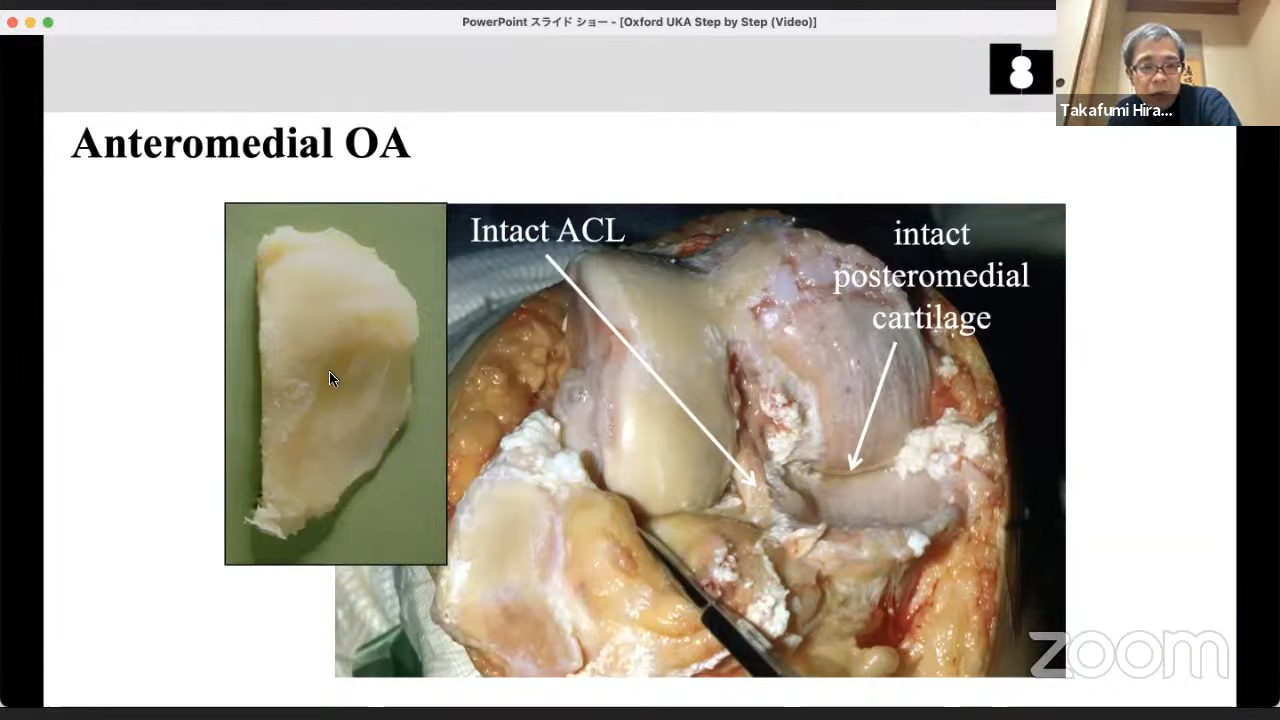 PowerPoint スライド ショー - [Oxford UKA Step by Step (Video)]
Takafumi Hira...
Anteromedial OA
Intact ACL
intact
posteromedial
cartilage
zoom